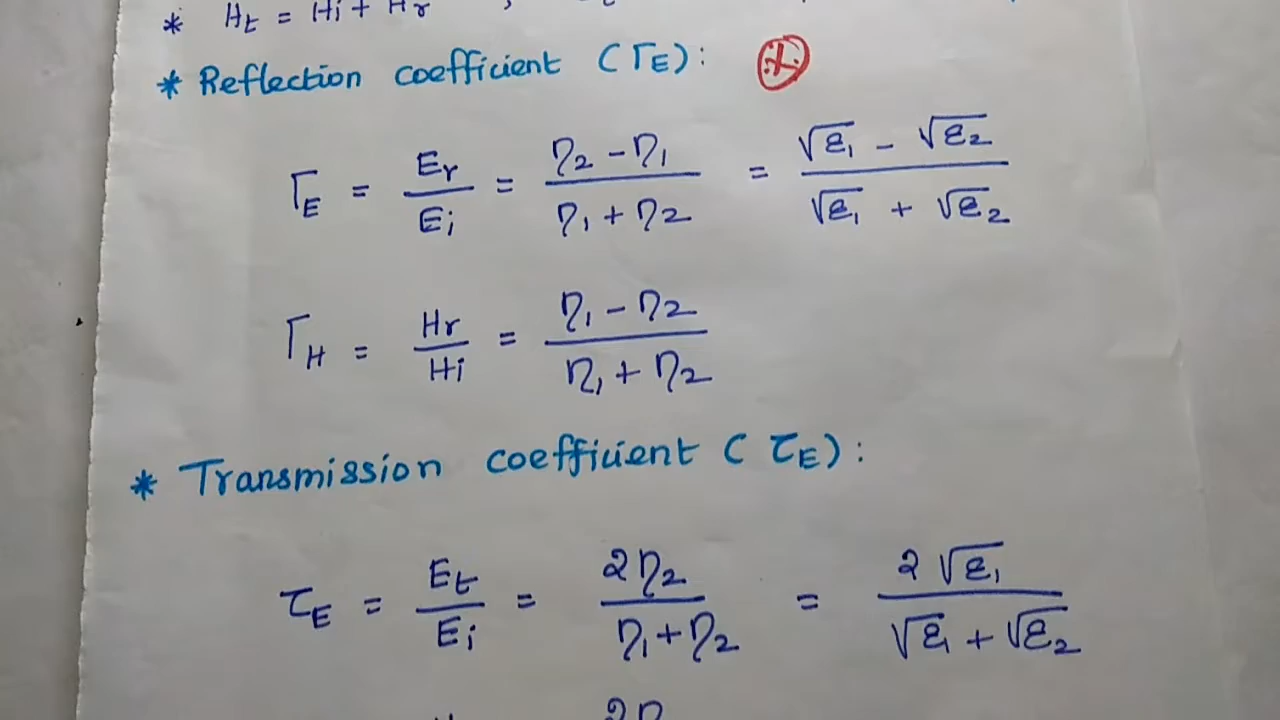 * Ht = Hi + Hr ,
* Reflection coefficient (ΓE):
ΓE = Er/Ei = η2 - η1/η1 + η2 = √ε1 - √ε2/√ε1 + √ε2
ΓH = Hr/Hi = η1 - η2/η1 + η2
* Transmission coefficient (τE):
τE = Et/Ei = 2η2/η1 + η2 = 2√ε1/√ε1 + √ε2